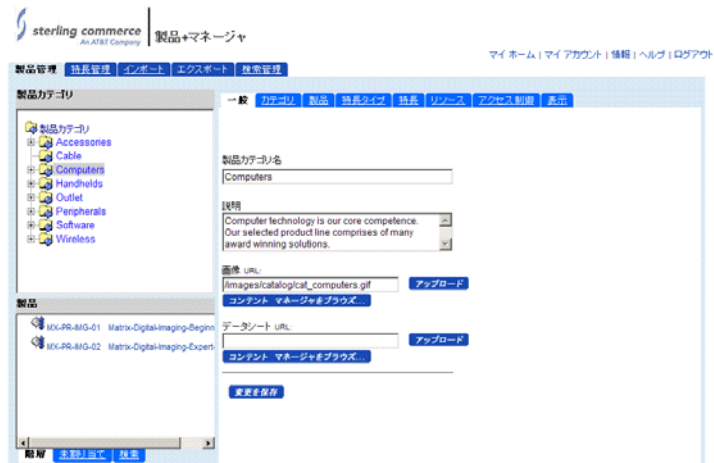 sterling commerce
An AT&T Company
製品+マネージャ
マイ ホーム | マイ アカウント | 情報 | ヘルプ | ログアウト
製品管理 特長管理 インポート エクスポート 検索管理
製品カテゴリ
製品カテゴリ
Accessories
Cable
Computers
Handhelds
Outlet
Peripherals
Software
Wireless
製品
MX-PR-IMG-01 Matrix-Digital-Imaging-Beginn
MX-PR-IMG-02 Matrix-Digital-Imaging-Expert-
階層 未割り当て 検索
一般 カテゴリ 製品 特長タイプ 特長 リソース アクセス制御 表示
製品カテゴリ名
Computers
説明
Computer technology is our core competence.
Our selected product line comprises of many
award winning solutions.
画像 URL:
/images/catalog/cat_computers.gif アップロード
コンテント マネージャをブラウズ...
データシート URL:
アップロード
コンテント マネージャをブラウズ...
変更を保存